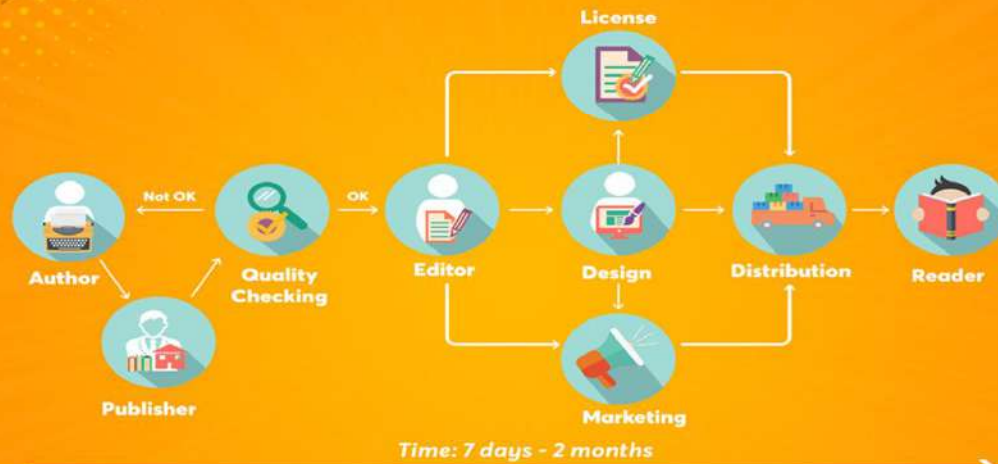 License
Not OK
OK
Author
Quality
Checking
Editor
Design
Distribution
Reader
Publisher
Marketing
Time: 7 days - 2 months